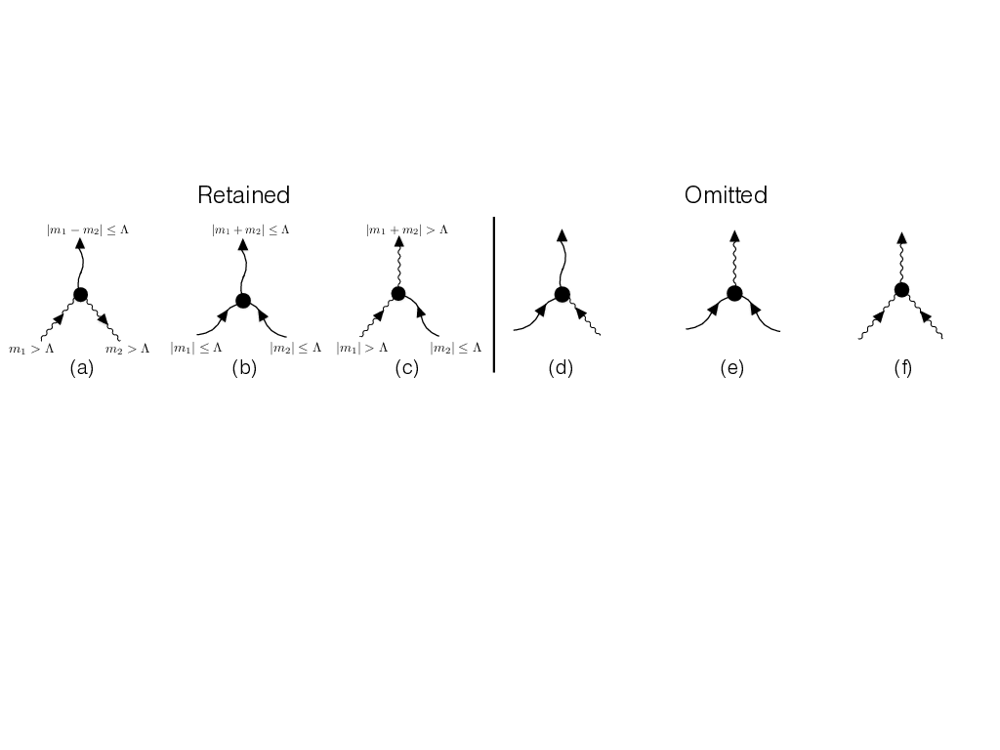 Retained Omitted
|m₁ − m₂| ≤ Λ |m₁ + m₂| ≤ Λ |m₁ + m₂| > Λ
m₁ > Λ m₂ > Λ |m₁| ≤ Λ |m₂| ≤ Λ |m₁| > Λ |m₂| ≤ Λ
(a) (b) (c) (d) (e) (f)